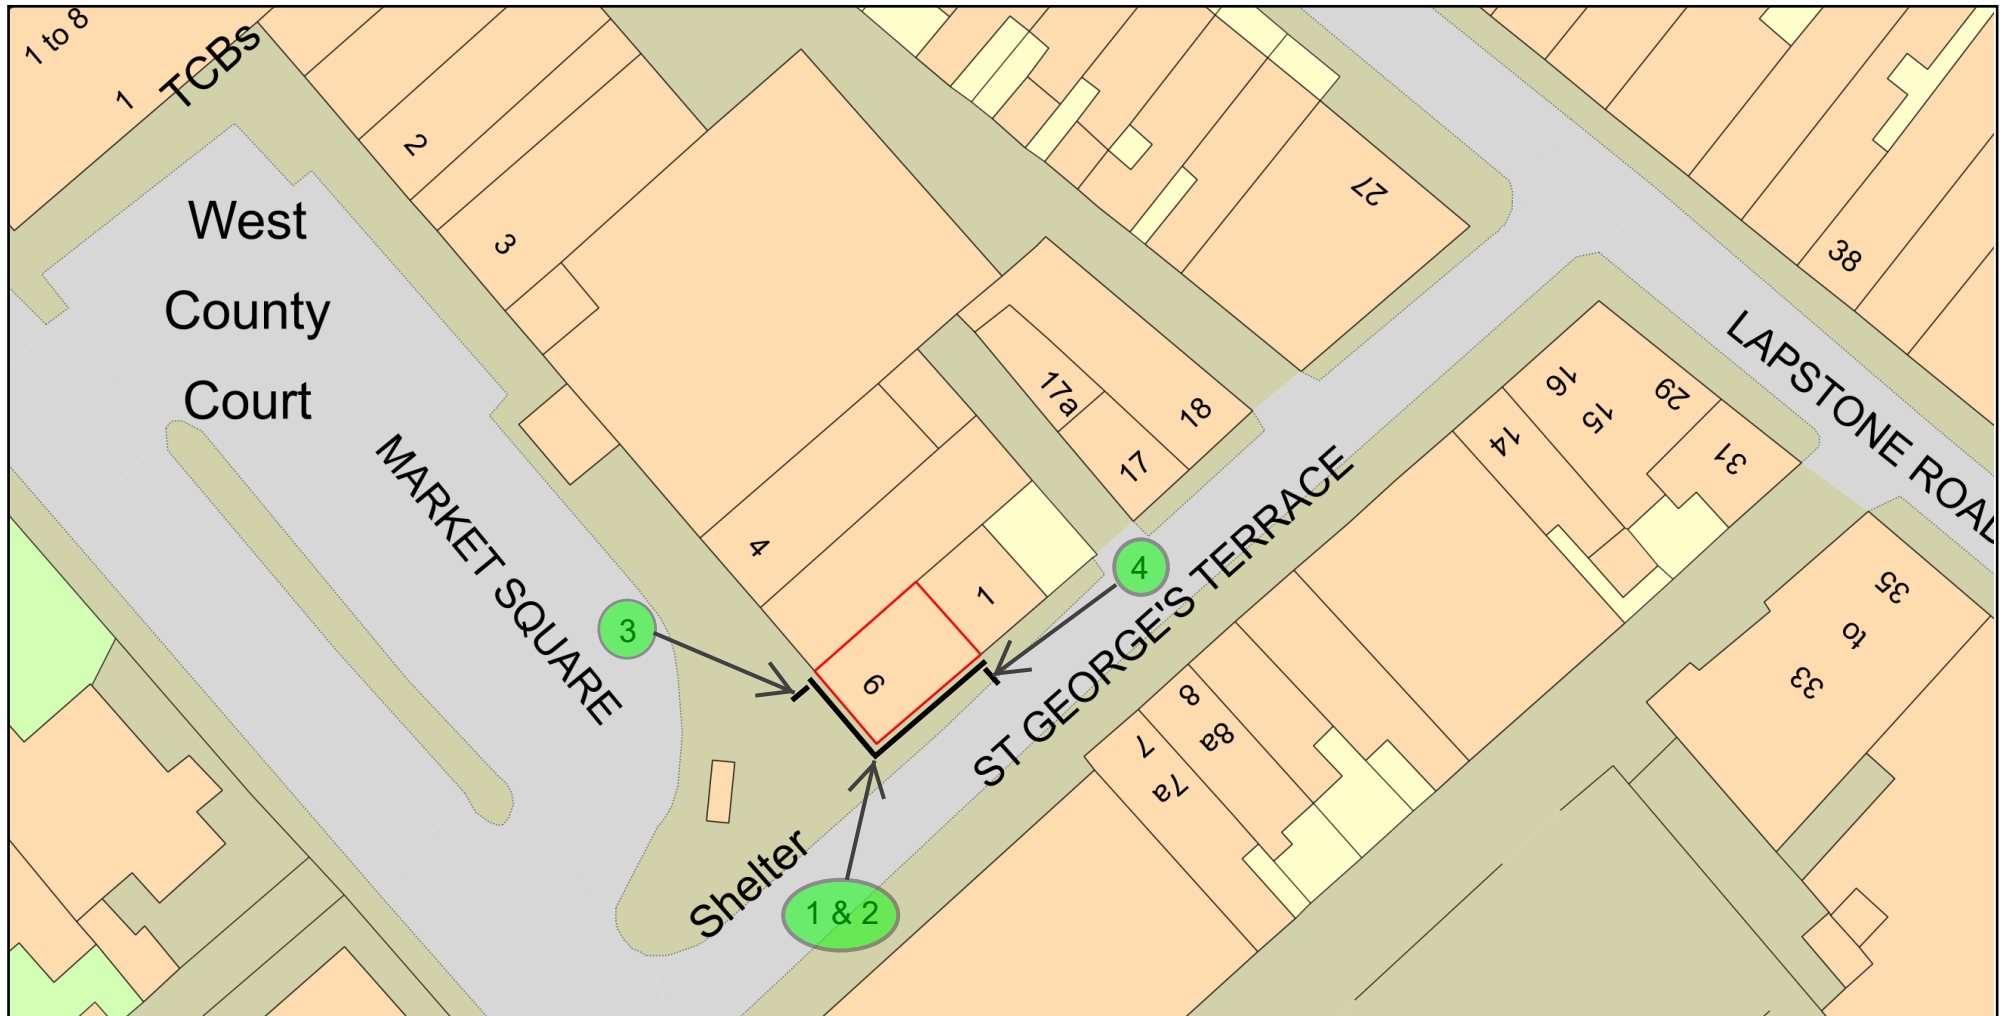 1 to 8
1
TCBs
2
3
West
County
Court
MARKET SQUARE
4
6
1
17a
17
18
27
38
LAPSTONE ROAD
16
15
14
29
31
33
to
35
ST GEORGE'S TERRACE
8
8a
7
7a
Shelter
3
4
1 & 2